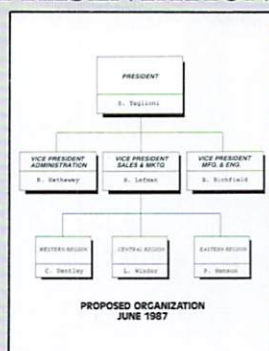 PRESIDENT
S. Taglioni
VICE PRESIDENT
ADMINISTRATION
VICE PRESIDENT
SALES & MKTG
VICE PRESIDENT
MFG. & ENG.
R. Hathaway
S. Lofman
B. Richfield
WESTERN REGION
CENTRAL REGION
EASTERN REGION
C. Bentley
L. Winder
P. Henson
PROPOSED ORGANIZATION
JUNE 1987